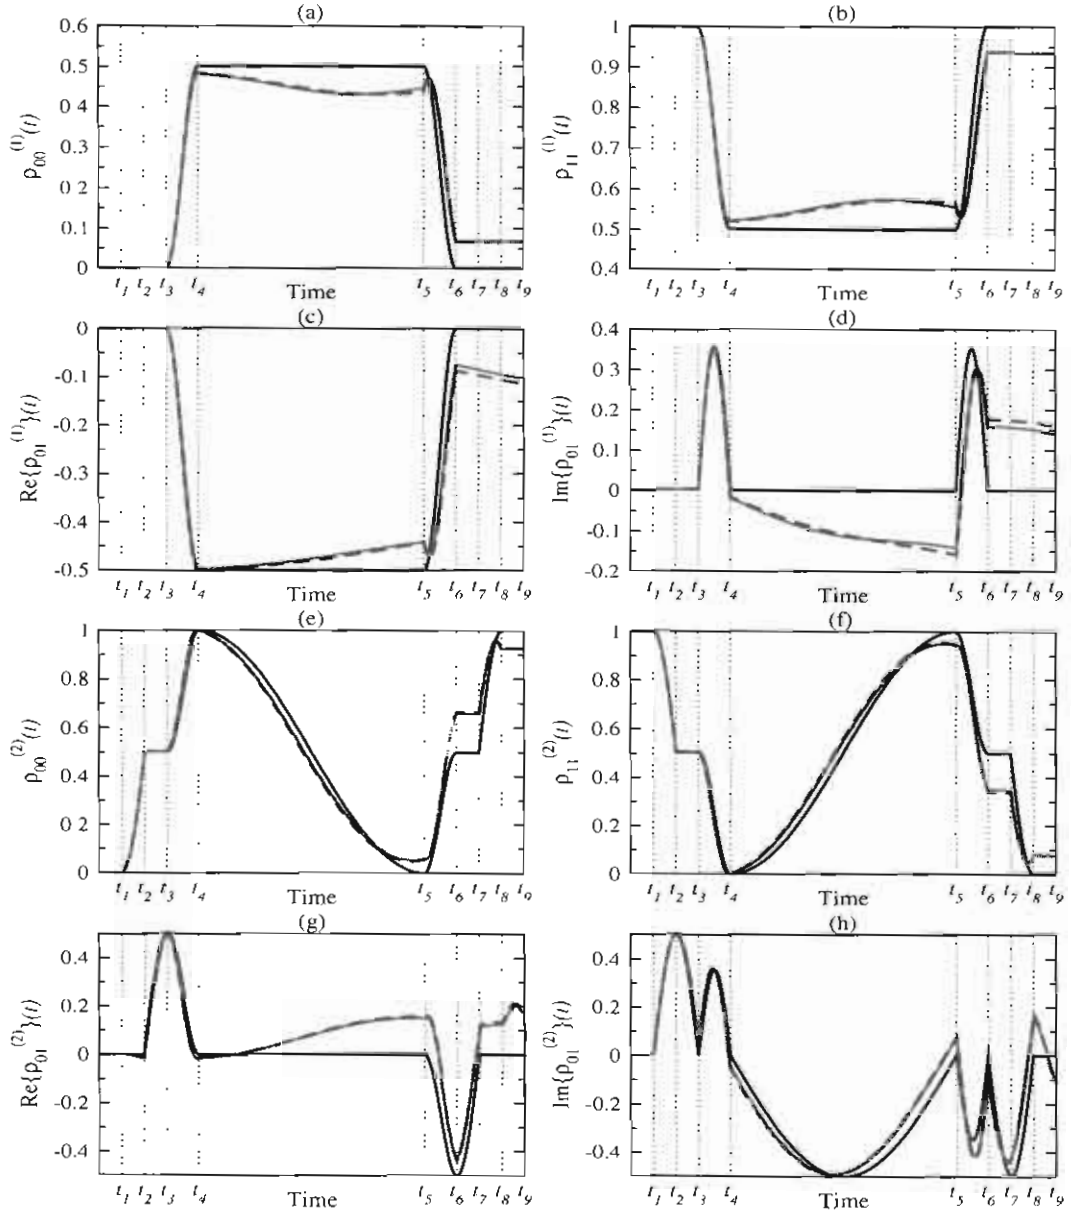 (a) (b)
0.6 0.5 0.4 0.3 0 2 0.1 0
ρ00(1)(t)
t1 t2 t3 t4 Time t5 t6 t7 t8 t9
1 0.9 0.8 0.7 0.6 0.5 0.4
ρ11(1)(t)
t1 t2 t3 t4 Time t5 t6 t7 t8 t9
(c) (d)
0 -0.1 -0.2 -0.3 -0.4 -0.5
Re{ρ01(1)}(t)
t1 t2 t3 t4 Time t5 t6 t7 t8 t9
0.4 0.3 0.2 0.1 0 -0.1 -0.2
Im{ρ01(1)}(t)
t1 t2 t3 t4 Time t5 t6 t7 t8 t9
(e) (f)
1 0 8 0.6 0 4 0 2 0
ρ00(2)(t)
t1 t2 t3 t4 Time t5 t6 t7 t8 t9
1 0.8 0.6 0.4 0.2 0
ρ11(2)(t)
t1 t2 t3 t4 Time t5 t6 t7 t8 t9
(g) (h)
0.4 0.2 0 -0.2 -0.4
Re{ρ01(2)}(t)
t1 t2 t3 t4 Time t5 t6 t7 t8 t9
0.4 0.2 0 -0.2 -0.4
Im{ρ01(2)}(t)
t1 t2 t3 t4 Time t5 t6 t7 t8 t9